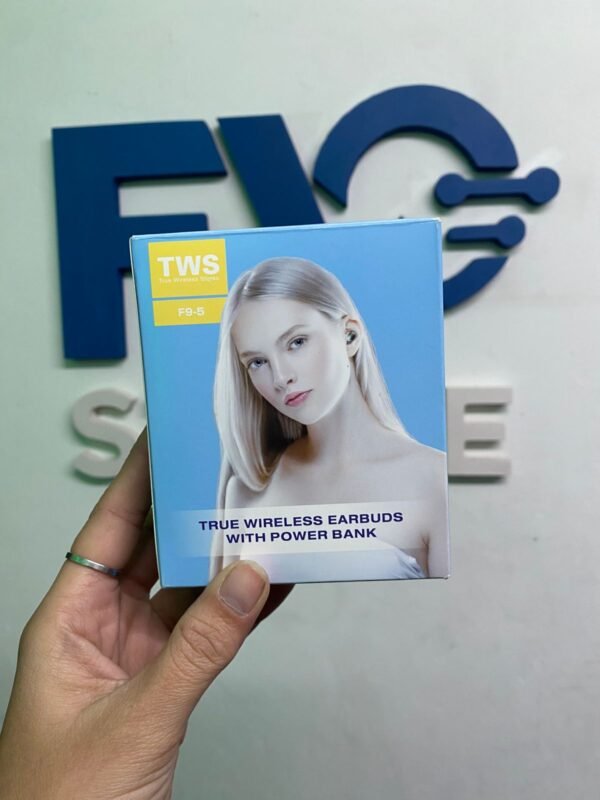 TWS
True Wireless Stereo
F9-5
TRUE WIRELESS EARBUDS
WITH POWER BANK